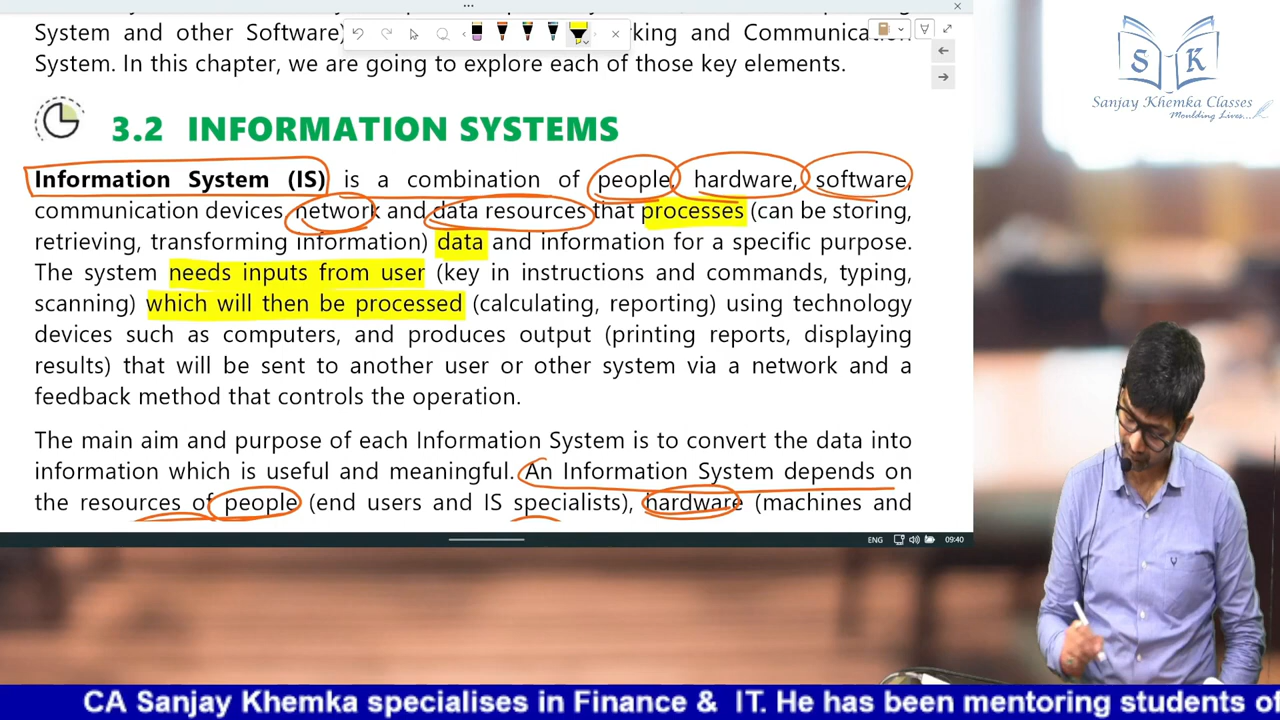 System and other Software)
king and Communication
System. In this chapter, we are going to explore each of those key elements.
3.2 INFORMATION SYSTEMS
Information System (IS) is a combination of people, hardware, software,
communication devices network and data resources that processes (can be storing,
retrieving, transforming information) data and information for a specific purpose.
The system needs inputs from user (key in instructions and commands, typing,
scanning) which will then be processed (calculating, reporting) using technology
devices such as computers, and produces output (printing reports, displaying
results) that will be sent to another user or other system via a network and a
feedback method that controls the operation.
The main aim and purpose of each Information System is to convert the data into
information which is useful and meaningful. An Information System depends on
the resources of people (end users and IS specialists), hardware (machines and
ENG 09:40
S K
Sanjay Khemka Classes
Moulding Lives...
CA Sanjay Khemka specialises in Finance & IT. He has been mentoring students of